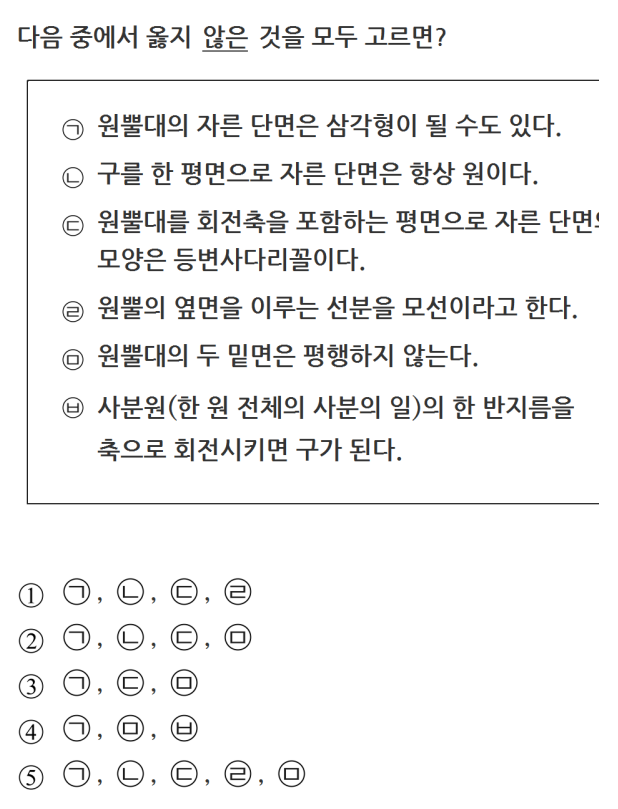 다음 중에서 옳지 않은 것을 모두 고르면?
㉠ 원뿔대의 자른 단면은 삼각형이 될 수도 있다.
㉡ 구를 한 평면으로 자른 단면은 항상 원이다.
㉢ 원뿔대를 회전축을 포함하는 평면으로 자른 단면의
모양은 등변사다리꼴이다.
㉣ 원뿔의 옆면을 이루는 선분을 모선이라고 한다.
㉤ 원뿔대의 두 밑면은 평행하지 않는다.
㉥ 사분원(한 원 전체의 사분의 일)의 한 반지름을
축으로 회전시키면 구가 된다.
① ㉠, ㉡, ㉢, ㉣
② ㉠, ㉡, ㉢, ㉤
③ ㉠, ㉢, ㉤
④ ㉠, ㉤, ㉥
⑤ ㉠, ㉡, ㉢, ㉣, ㉤